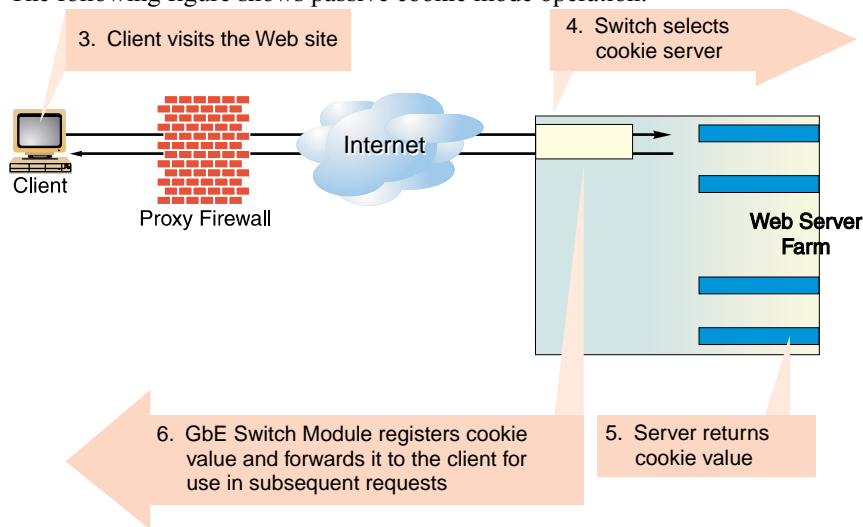 The following figure shows passive cookie mode operation.
3. Client visits the Web site
4. Switch selects
cookie server
Internet
Client
Proxy Firewall
Web Server
Farm
6. GbE Switch Module registers cookie
value and forwards it to the client for
use in subsequent requests
5. Server returns
cookie value